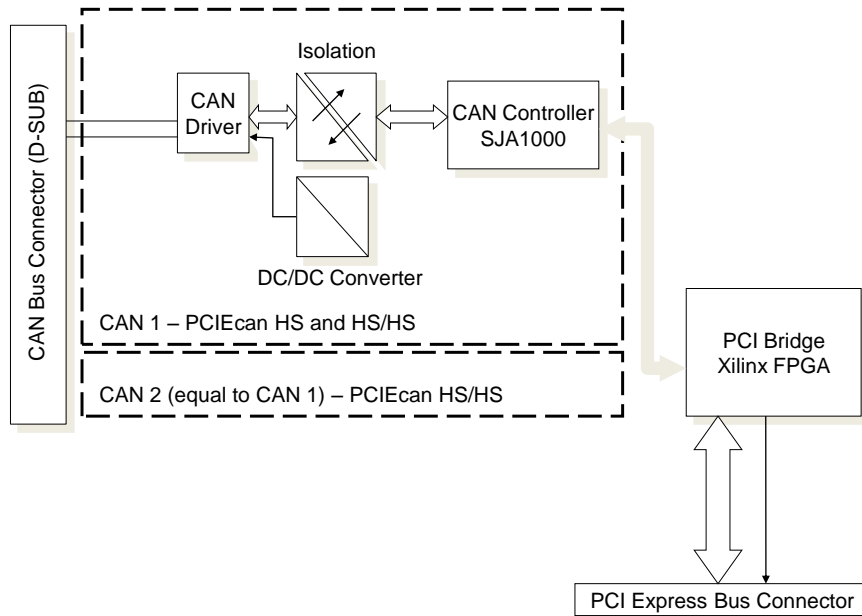 CAN Bus Connector (D-SUB)
Isolation
CAN
Driver
CAN Controller
SJA1000
DC/DC Converter
CAN 1 – PCIEcan HS and HS/HS
CAN 2 (equal to CAN 1) – PCIEcan HS/HS
PCI Bridge
Xilinx FPGA
PCI Express Bus Connector